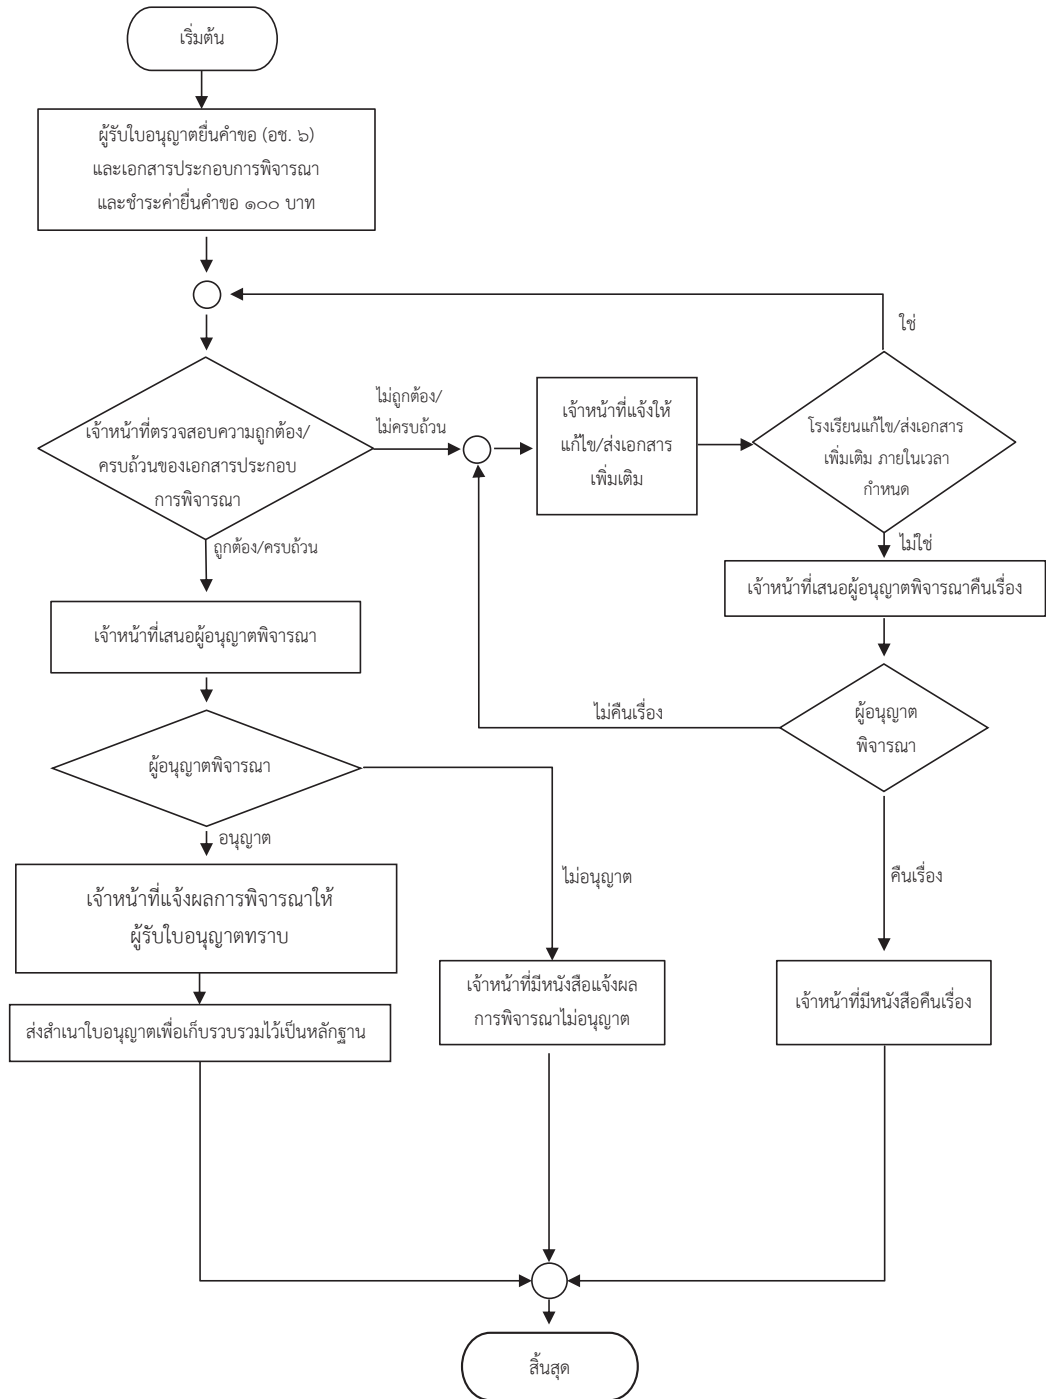 เริ่มต้น
ผู้รับใบอนุญาตยื่นคำขอ (อช. ๖)
และเอกสารประกอบการพิจารณา
และชำระค่ายื่นคำขอ ๑๐๐ บาท
ใช่
เจ้าหน้าที่ตรวจสอบความถูกต้อง/
ครบถ้วนของเอกสารประกอบ
การพิจารณา
ไม่ถูกต้อง/
ไม่ครบถ้วน
เจ้าหน้าที่แจ้งให้
แก้ไข/ส่งเอกสาร
เพิ่มเติม
โรงเรียนแก้ไข/ส่งเอกสาร
เพิ่มเติม ภายในเวลา
กำหนด
ถูกต้อง/ครบถ้วน
ไม่ใช่
เจ้าหน้าที่เสนอผู้อนุญาตพิจารณาคืนเรื่อง
เจ้าหน้าที่เสนอผู้อนุญาตพิจารณา
ไม่คืนเรื่อง
ผู้อนุญาต
พิจารณา
ผู้อนุญาตพิจารณา
อนุญาต
ไม่อนุญาต
คืนเรื่อง
เจ้าหน้าที่แจ้งผลการพิจารณาให้
ผู้รับใบอนุญาตทราบ
เจ้าหน้าที่มีหนังสือแจ้งผล
การพิจารณาไม่อนุญาต
เจ้าหน้าที่มีหนังสือคืนเรื่อง
ส่งสำเนาใบอนุญาตเพื่อเก็บรวบรวมไว้เป็นหลักฐาน
สิ้นสุด